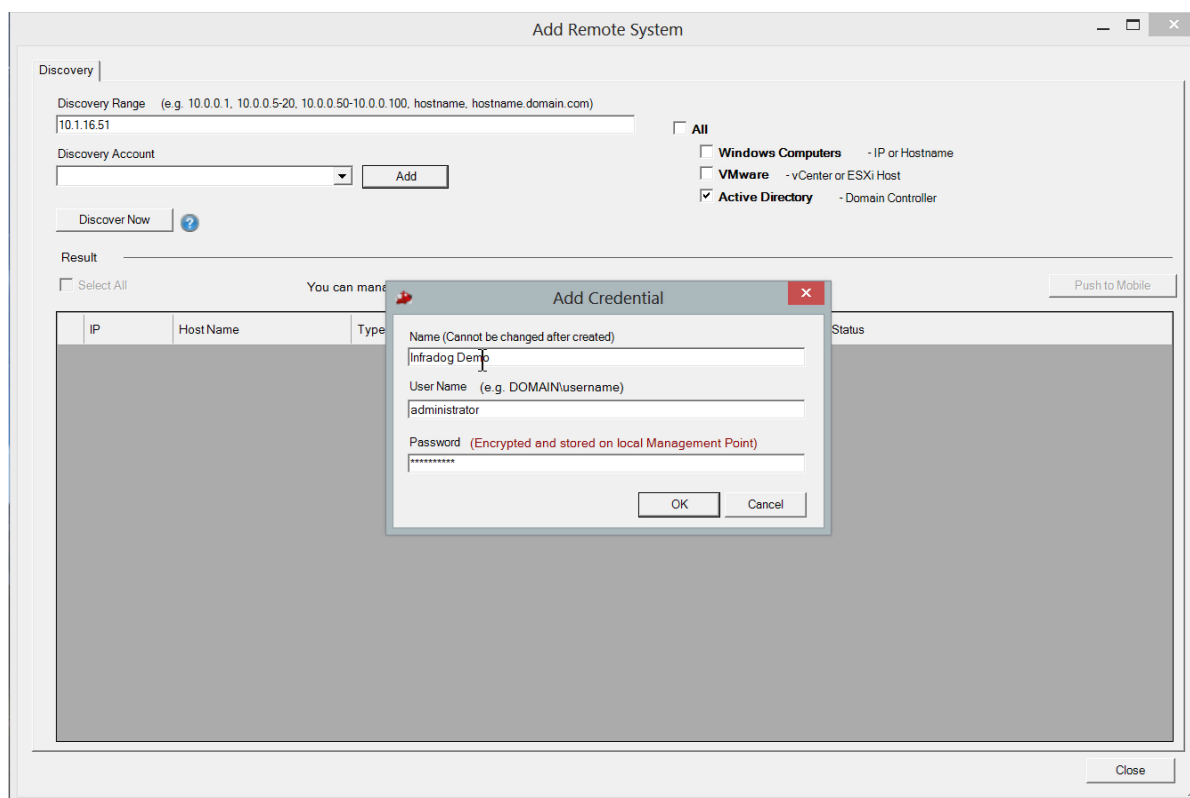 Add Remote System
Discovery
Discovery Range (e.g. 10.0.0.1, 10.0.0.5-20, 10.0.0.50-10.0.0.100, hostname, hostname.domain.com)
10.1.16.51
All
Discovery Account
Windows Computers - IP or Hostname
Add
VMware - vCenter or ESXi Host
Active Directory - Domain Controller
Discover Now
Result
Select All
You can mana
Push to Mobile
IP Host Name Type Status
Add Credential
Name (Cannot be changed after created)
Infradog Demo
User Name (e.g. DOMAIN\username)
administrator
Password (Encrypted and stored on local Management Point)
**********
OK Cancel
Close